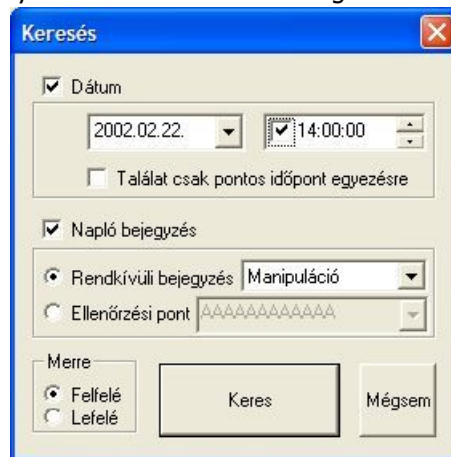 Keresés
Dátum
2002.02.22. 14:00:00
Találat csak pontos időpont egyezésre
Napló bejegyzés
Rendkívüli bejegyzés Manipuláció
Ellenőrzési pont AAAAAAAAAAAA
Merre
Felfelé
Lefelé
Keres
Mégsem